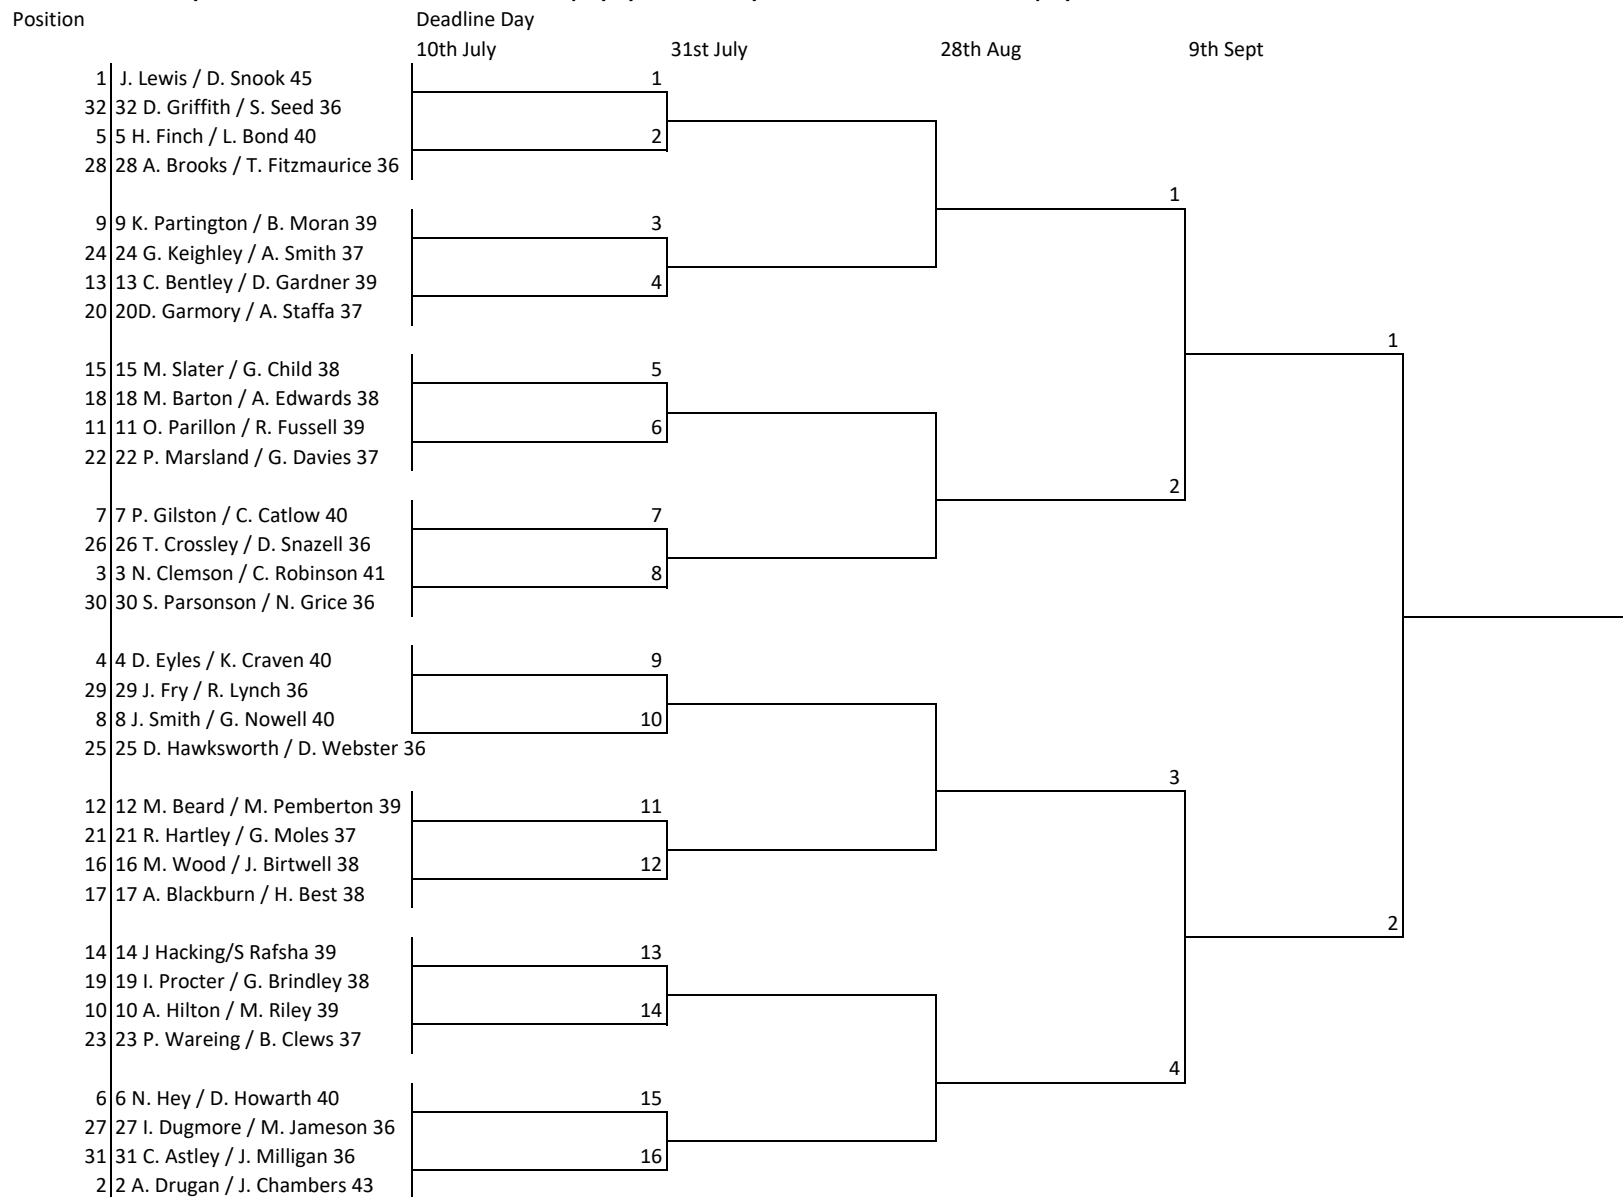 Position Deadline Day
10th July 31st July 28th Aug 9th Sept
1 J. Lewis / D. Snook 45 1
32 32 D. Griffith / S. Seed 36
5 5 H. Finch / L. Bond 40 2
28 28 A. Brooks / T. Fitzmaurice 36
1
9 9 K. Partington / B. Moran 39 3
24 24 G. Keighley / A. Smith 37
13 13 C. Bentley / D. Gardner 39 4
20 20D. Garmory / A. Staffa 37
1
15 15 M. Slater / G. Child 38 5
18 18 M. Barton / A. Edwards 38
11 11 O. Parillon / R. Fussell 39 6
22 22 P. Marsland / G. Davies 37
2
7 7 P. Gilston / C. Catlow 40 7
26 26 T. Crossley / D. Snazell 36
3 3 N. Clemson / C. Robinson 41 8
30 30 S. Parsonson / N. Grice 36
4 4 D. Eyles / K. Craven 40 9
29 29 J. Fry / R. Lynch 36
8 8 J. Smith / G. Nowell 40 10
25 25 D. Hawksworth / D. Webster 36
3
12 12 M. Beard / M. Pemberton 39 11
21 21 R. Hartley / G. Moles 37
16 16 M. Wood / J. Birtwell 38 12
17 17 A. Blackburn / H. Best 38
2
14 14 J Hacking/S Rafsha 39 13
19 19 I. Procter / G. Brindley 38
10 10 A. Hilton / M. Riley 39 14
23 23 P. Wareing / B. Clews 37
4
6 6 N. Hey / D. Howarth 40 15
27 27 I. Dugmore / M. Jameson 36
31 31 C. Astley / J. Milligan 36 16
2 2 A. Drugan / J. Chambers 43